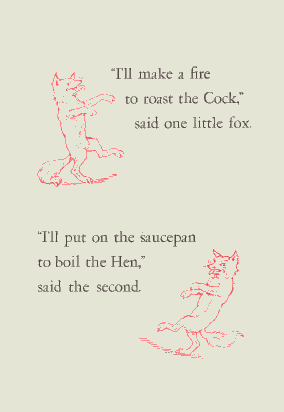 “I’ll make a fire
to roast the Cock,”
said one little fox.
“I’ll put on the saucepan
to boil the Hen,”
said the second.